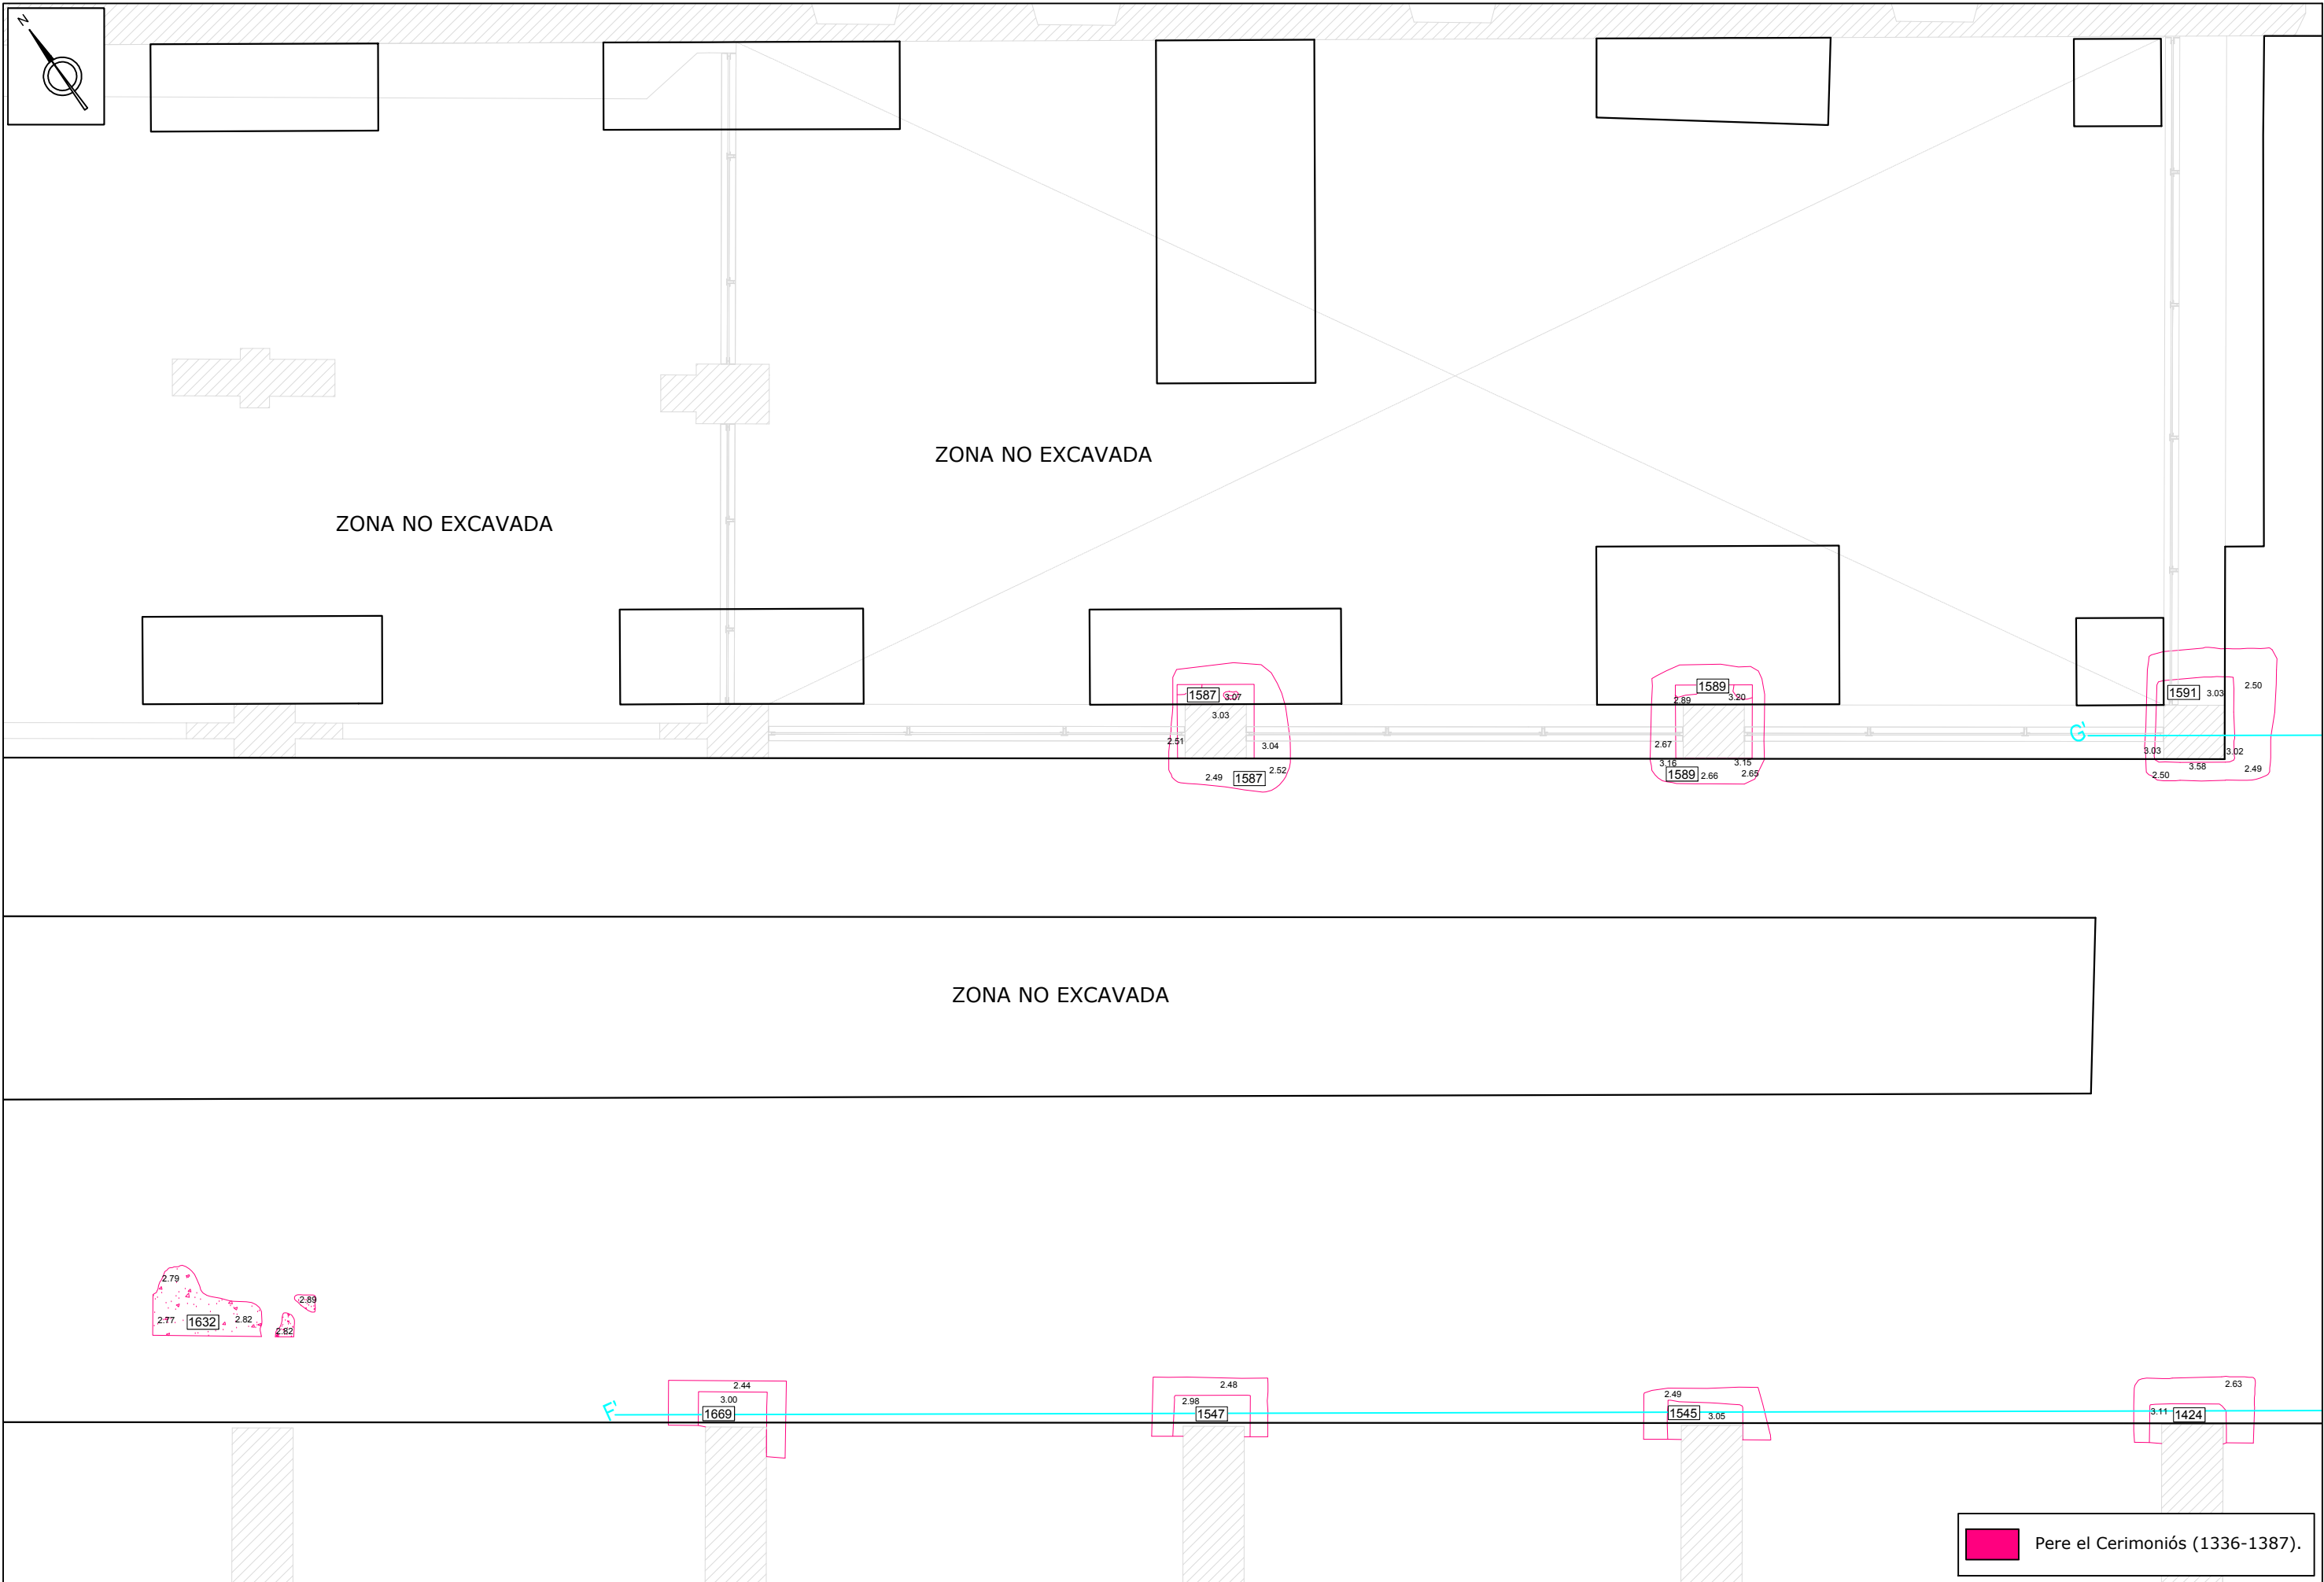 N
ZONA NO EXCAVADA
ZONA NO EXCAVADA
1587 3.07
3.03
2.51
3.04
2.52
2.49 1587
1589
2.89 3.20
2.67
3.16 3.15
1589 2.66 2.65
1591 3.03 2.50
G'
3.03 3.02
3.58
2.50 2.49
ZONA NO EXCAVADA
2.79
2.89
2.77 1632 2.82
2.82
F'
2.44
3.00
1669
2.48
2.98
1547
2.49
1545 3.05
2.63
3.11 1424
Pere el Cerimoniós (1336-1387).